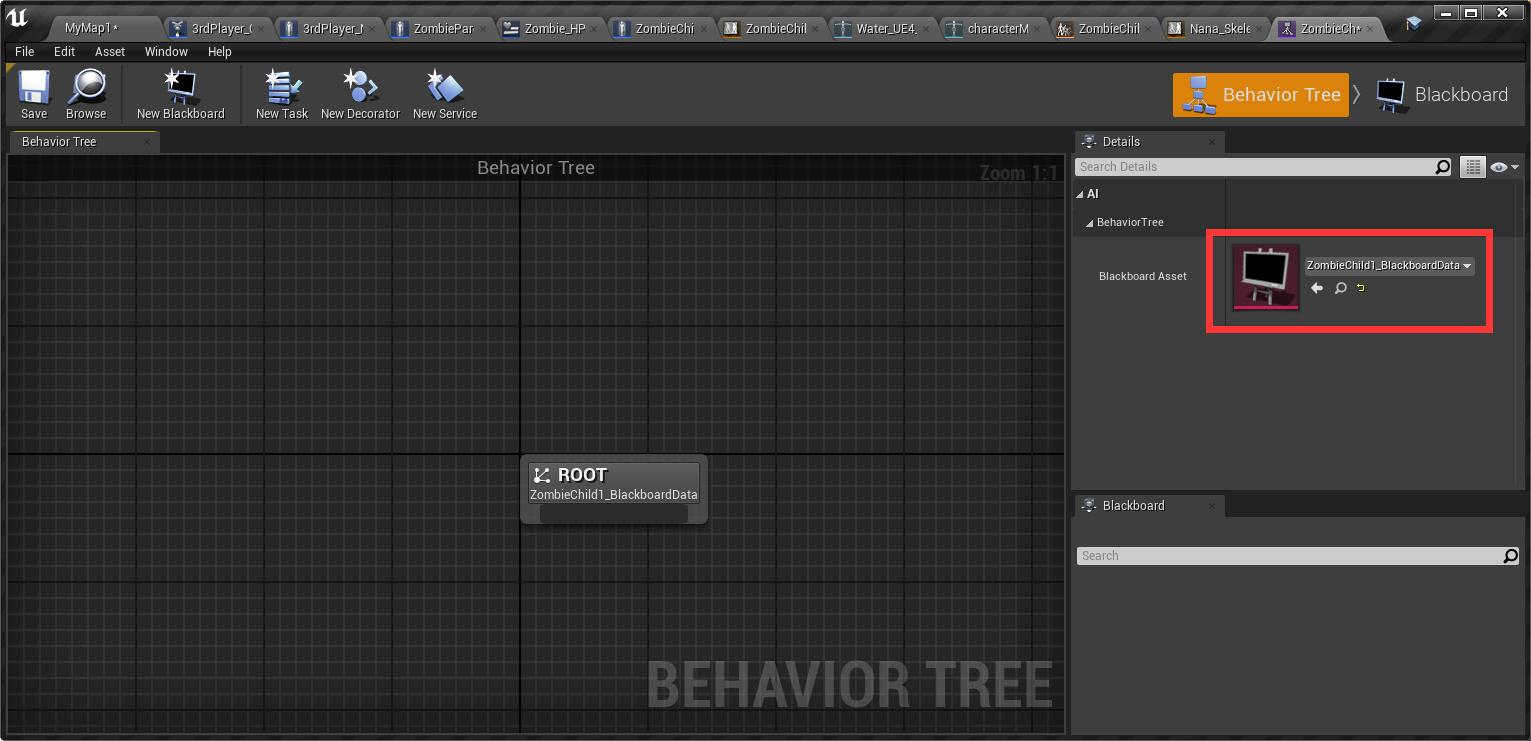 MyMap1*
3rdPlayer_(
3rdPlayer_N
ZombiePar
Zombie_HP
ZombieChi
ZombieChil
Water_UE4.
characterM
ZombieChil
Nana_Skele
ZombieCh*
File Edit Asset Window Help
Save Browse New Blackboard New Task New Decorator New Service
Behavior Tree
Blackboard
Behavior Tree
Behavior Tree
Zoom 1:1
ROOT
ZombieChild1_BlackboardData
BEHAVIOR TREE
Details
Search Details
AI
BehaviorTree
Blackboard Asset
ZombieChild1_BlackboardData
Blackboard
Search